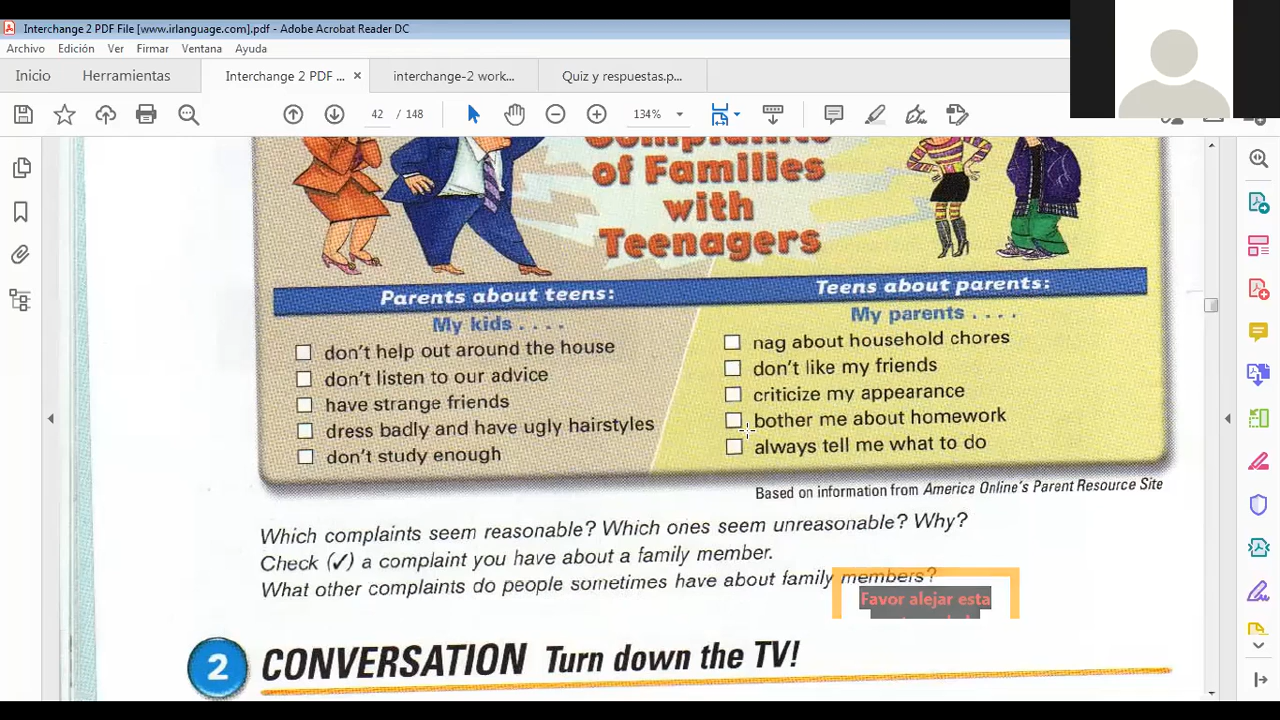 Interchange 2 PDF File [www.irlanguage.com].pdf - Adobe Acrobat Reader DC
Archivo Edición Ver Firmar Ventana Ayuda
Inicio Herramientas Interchange 2 PDF ... × interchange-2 work... Quiz y respuestas.p...
42 / 148 134%
Complaints
of Families
with
Teenagers
Parents about teens:
My kids . . . .
don't help out around the house
don't listen to our advice
have strange friends
dress badly and have ugly hairstyles
don't study enough
Teens about parents:
My parents . . . .
nag about household chores
don't like my friends
criticize my appearance
bother me about homework
always tell me what to do
Based on information from America Online's Parent Resource Site
Which complaints seem reasonable? Which ones seem unreasonable? Why?
Check (✓) a complaint you have about a family member.
What other complaints do people sometimes have about family members?
Favor alejar esta
2 CONVERSATION Turn down the TV!